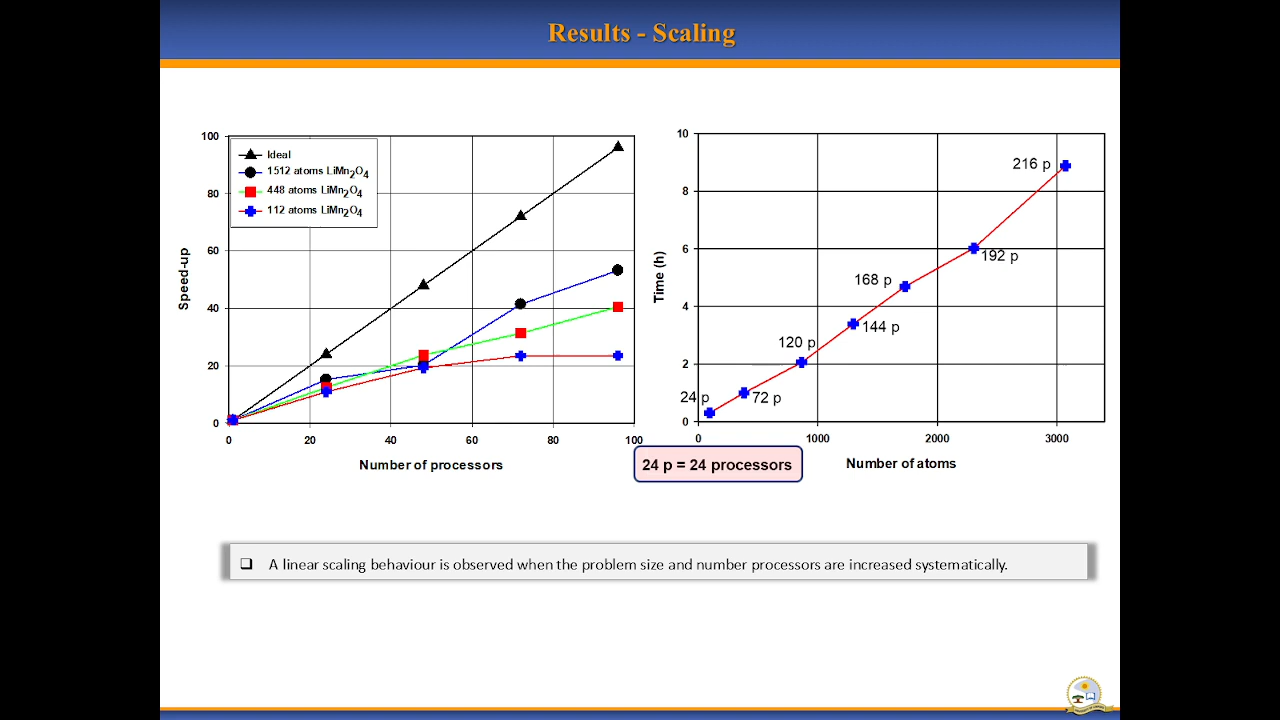 Results - Scaling
100
80
60
40
20
0
Speed-up
Ideal
1512 atoms LiMn2O4
448 atoms LiMn2O4
112 atoms LiMn2O4
0 20 40 60 80 100
Number of processors
10
8
6
4
2
0
Time (h)
216 p
192 p
168 p
144 p
120 p
72 p
24 p
0 1000 2000 3000
Number of atoms
24 p = 24 processors
❑ A linear scaling behaviour is observed when the problem size and number processors are increased systematically.